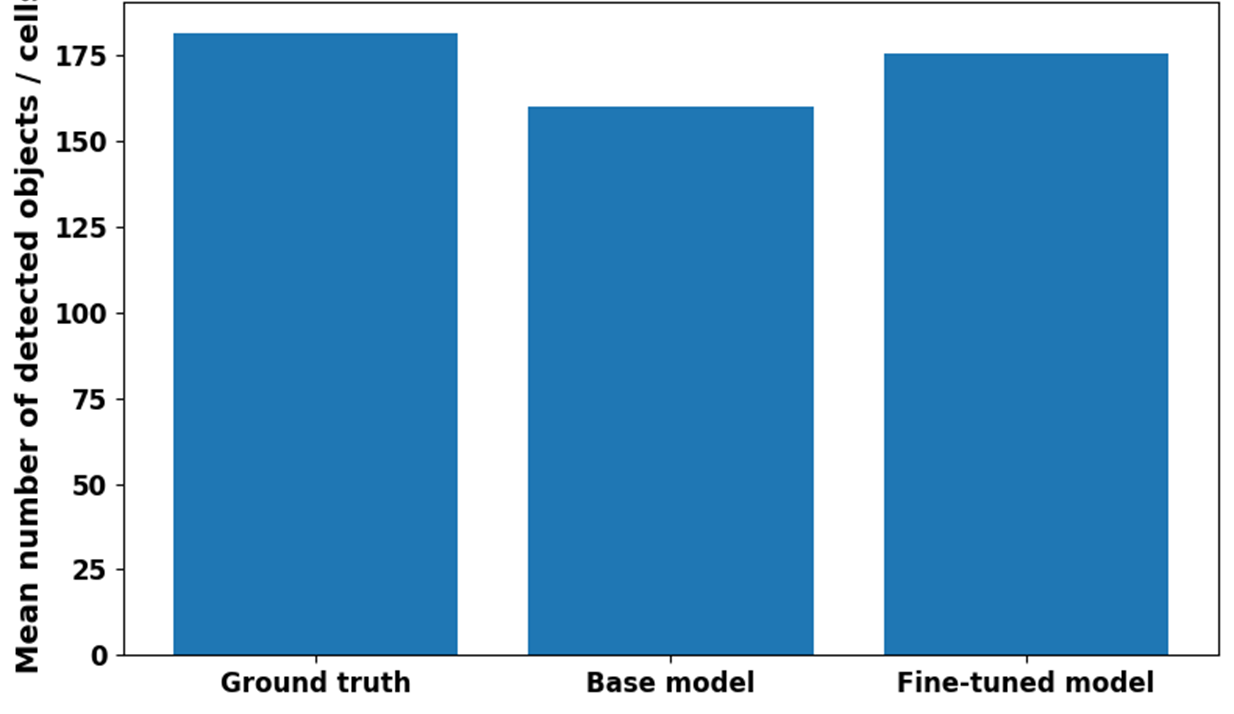 Mean number of detected objects / cells
175
150
125
100
75
50
25
0
Ground truth
Base model
Fine-tuned model